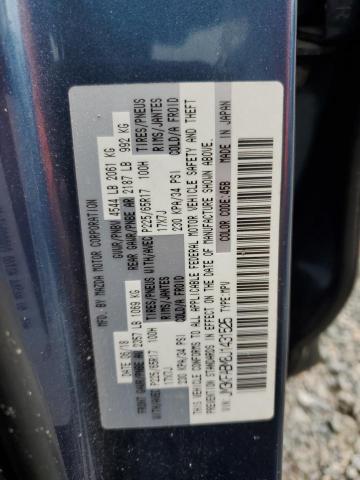 MFD. BY MAZDA MOTOR CORPORATION
DATE: 06/18 GVWR/PNBV 4544 LB 2061 KG
FRONT GAWR/PNBE AV 2357 LB 1069 KG REAR GAWR/PNBE AR 2187 LB 992 KG
WITH/AVEC P225/65R17 100H TIRES/PNEUS WITH/AVEC P225/65R17 100H TIRES/PNEUS
17X7J RIMS/JANTES 17X7J RIMS/JANTES
230 KPA/34 PSI COLD/A FROID 230 KPA/34 PSI COLD/A FROID
THIS VEHICLE CONFORMS TO ALL APPLICABLE U.S. FEDERAL MOTOR VEHICLE SAFETY AND THEFT
PREVENTION STANDARDS IN EFFECT ON THE DATE OF MANUFACTURE SHOWN ABOVE.
VIN: TYPE:MPV COLOR CODE:45B MADE IN JAPAN